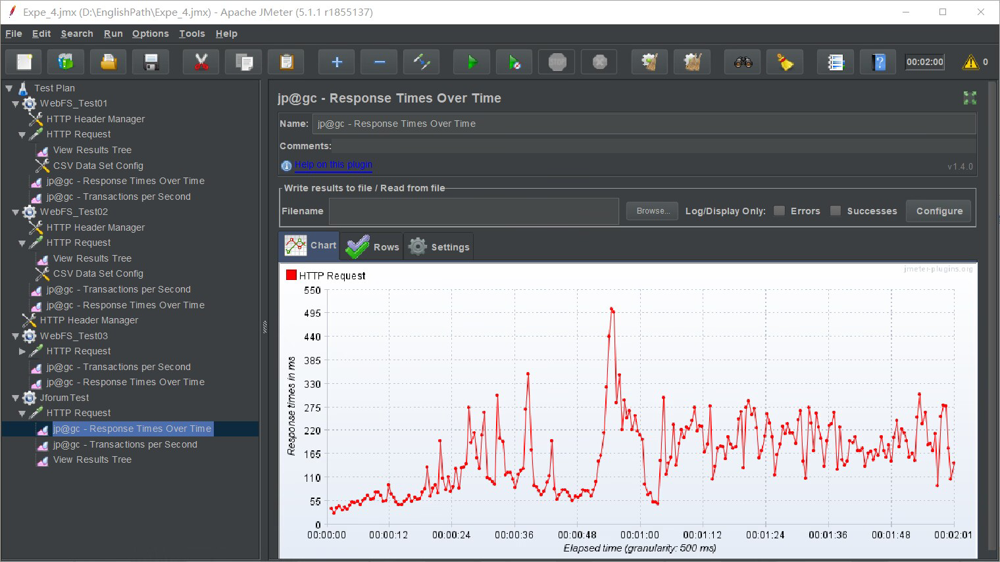 Expe_4.jmx (D:\EnglishPath\Expe_4.jmx) - Apache JMeter (5.1.1 r1855137)
File Edit Search Run Options Tools Help
STOP
00:02:00
0
Test Plan
WebFS_Test01
HTTP Header Manager
HTTP Request
View Results Tree
CSV Data Set Config
jp@gc - Response Times Over Time
jp@gc - Transactions per Second
WebFS_Test02
HTTP Header Manager
HTTP Request
View Results Tree
CSV Data Set Config
jp@gc - Transactions per Second
jp@gc - Response Times Over Time
HTTP Header Manager
WebFS_Test03
HTTP Request
jp@gc - Transactions per Second
jp@gc - Response Times Over Time
JforumTest
HTTP Request
jp@gc - Response Times Over Time
jp@gc - Transactions per Second
View Results Tree
jp@gc - Response Times Over Time
Name: jp@gc - Response Times Over Time
Comments:
Help on this plugin
v1.4.0
Write results to file / Read from file
Filename Browse... Log/Display Only: Errors Successes Configure
Chart Rows Settings
jmeter-plugins.org
HTTP Request
550
495
440
385
330
275
220
165
110
55
0
Response times in ms
00:00:00 00:00:12 00:00:24 00:00:36 00:00:48 00:01:00 00:01:12 00:01:24 00:01:36 00:01:48 00:02:01
Elapsed time (granularity: 500 ms)